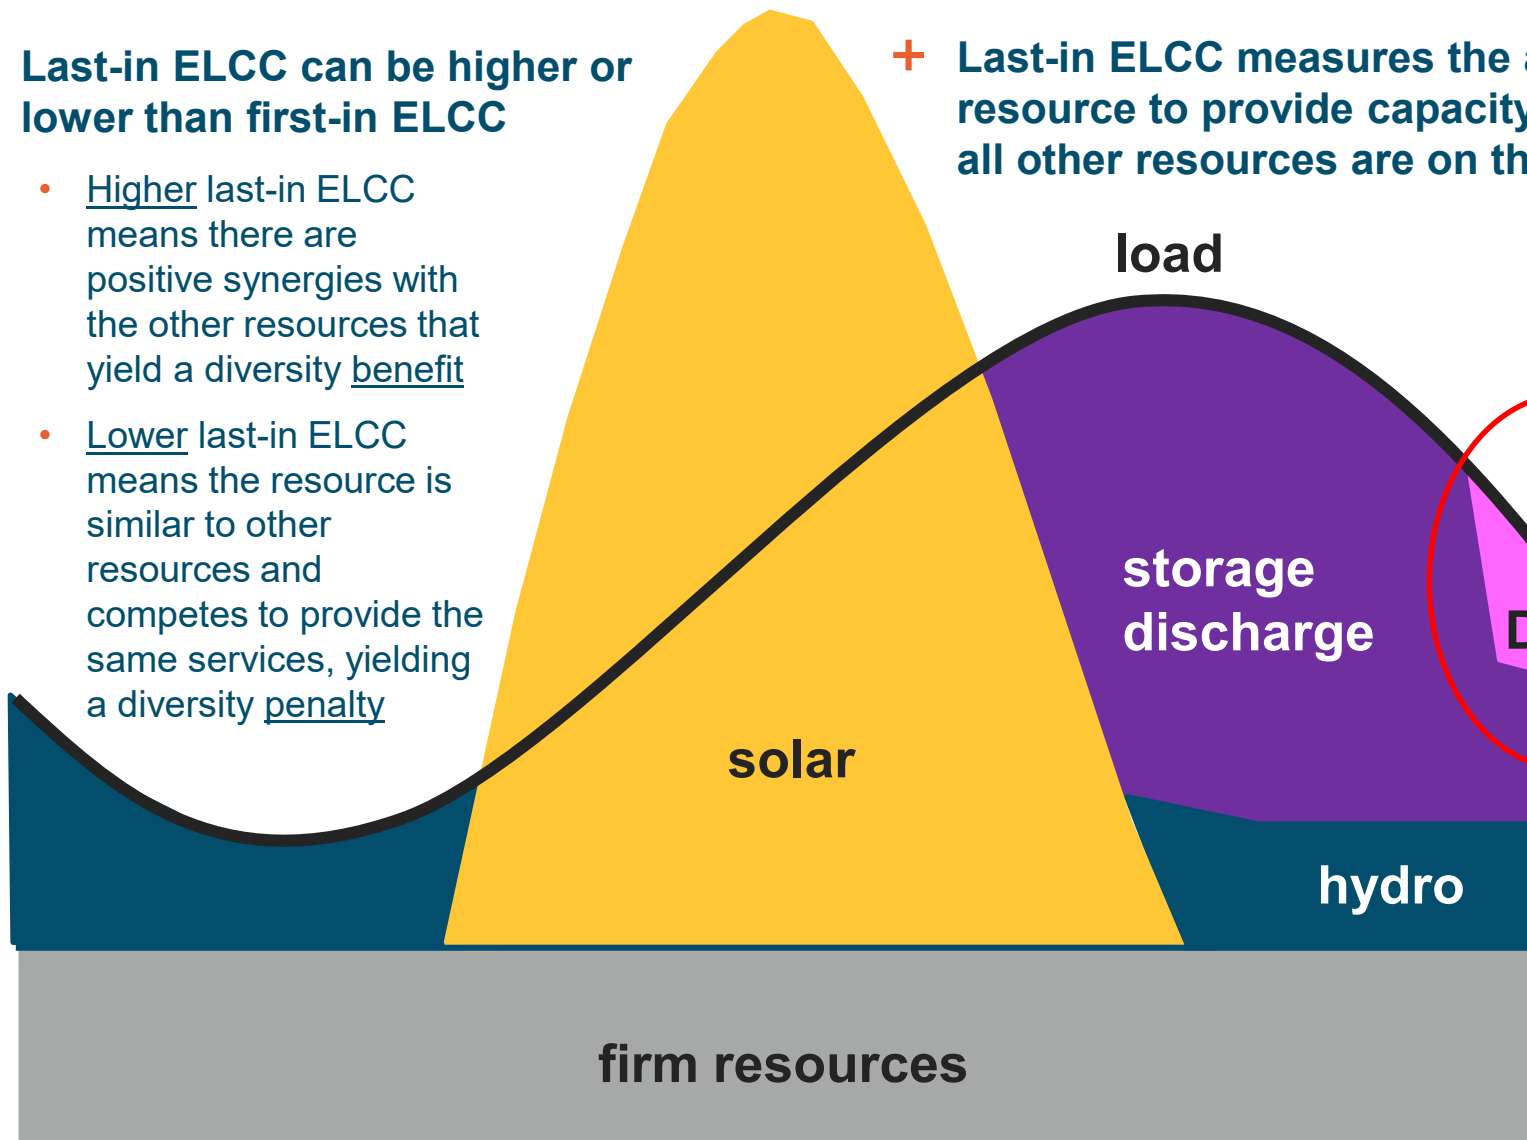 Last-in ELCC can be higher or
lower than first-in ELCC
• Higher last-in ELCC
means there are
positive synergies with
the other resources that
yield a diversity benefit
• Lower last-in ELCC
means the resource is
similar to other
resources and
competes to provide the
same services, yielding
a diversity penalty
+ Last-in ELCC measures the
resource to provide capacity
all other resources are on
load
storage
discharge
solar
hydro
firm resources